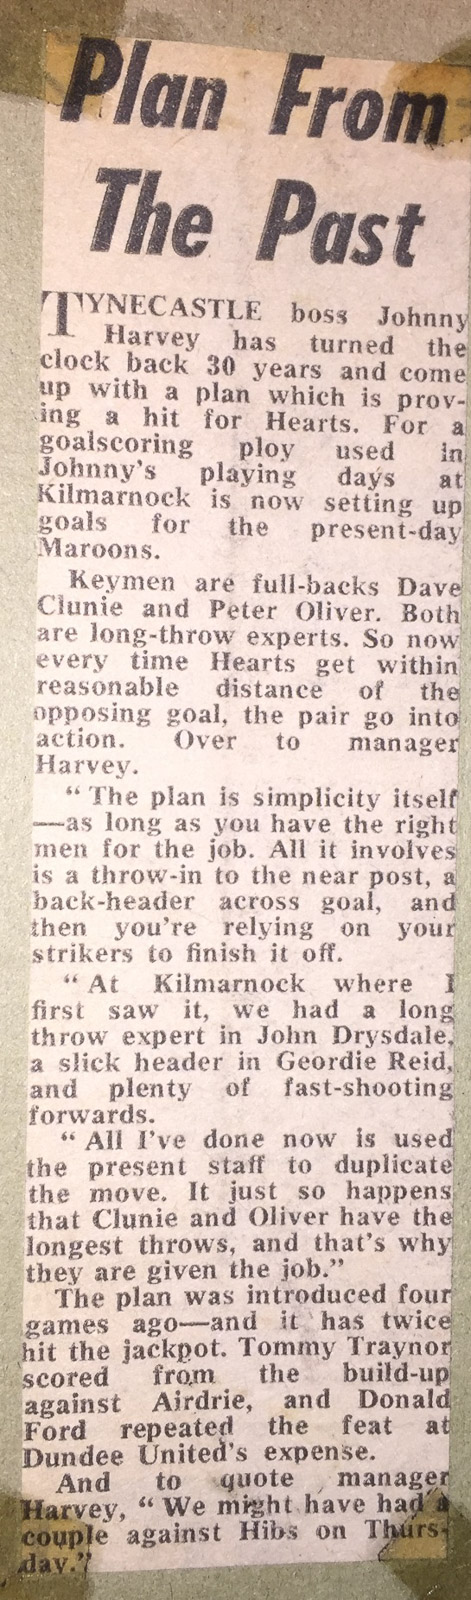 Plan From
The Past
TYNECASTLE boss Johnny
Harvey has turned the
clock back 30 years and come
up with a plan which is prov-
ing a hit for Hearts. For a
goalscoring ploy used in
Johnny's playing days at
Kilmarnock is now setting up
goals for the present-day
Maroons.
Keymen are full-backs Dave
Clunie and Peter Oliver. Both
are long-throw experts. So now
every time Hearts get within
reasonable distance of the
opposing goal, the pair go into
action. Over to manager
Harvey.
“ The plan is simplicity itself
—as long as you have the right
men for the job. All it involves
is a throw-in to the near post, a
back-header across goal, and
then you're relying on your
strikers to finish it off.
“ At Kilmarnock where I
first saw it, we had a long
throw expert in John Drysdale,
a slick header in Geordie Reid,
and plenty of fast-shooting
forwards.
“ All I've done now is used
the present staff to duplicate
the move. It just so happens
that Clunie and Oliver have the
longest throws, and that's why
they are given the job.”
The plan was introduced four
games ago—and it has twice
hit the jackpot. Tommy Traynor
scored from the build-up
against Airdrie, and Donald
Ford repeated the feat at
Dundee United's expense.
And to quote manager
Harvey, “ We might have had a
couple against Hibs on Thurs-
day.”